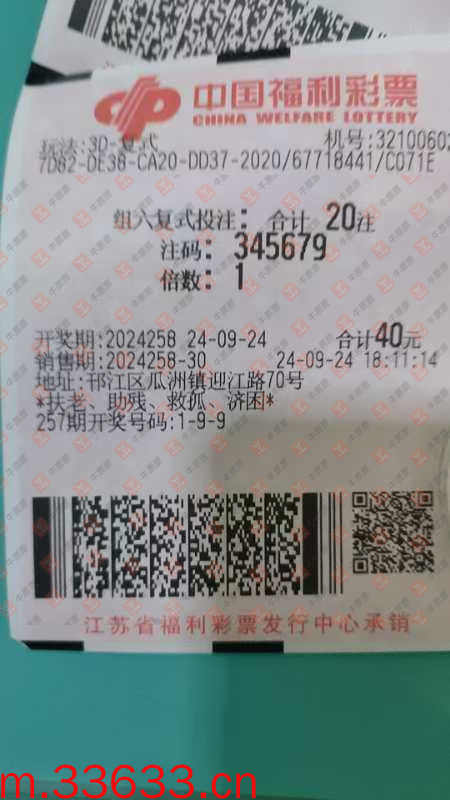 中国福利彩票
CHINA WELFARE LOTTERY
玩法:3D-复式 机号:32100602
7D82-DE38-CA20-DD37-2020/67718441/C071E
组六复式投注: 合计 20注
注码: 345679
倍数: 1
开奖期:2024258 24-09-24 合计40元
销售期:2024258-30 24-09-24 18:11:14
地址:邗江区瓜洲镇迎江路70号
*扶老、助残、救孤、济困*
257期开奖号码:1-9-9
江苏省福利彩票发行中心承销
m.33633.cn